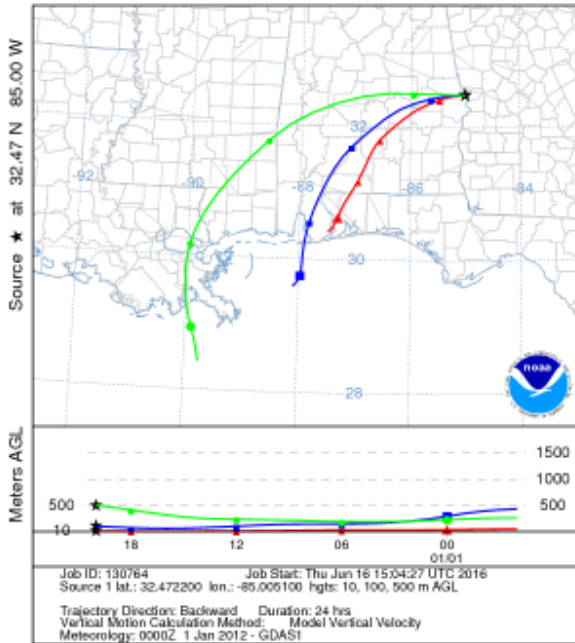 Source ★ at 32.47 N 85.00 W
-92
-90
-88
-86
-84
32
30
28
noaa
Meters AGL
1500
1000
500
500
10
18
12
06
00
01/01
Job ID: 130764 Job Start: Thu Jun 16 15:04:27 UTC 2016
Source 1 lat.: 32.472200 lon.: -85.005100 hgts: 10, 100, 500 m AGL
Trajectory Direction: Backward Duration: 24 hrs
Vertical Motion Calculation Method: Model Vertical Velocity
Meteorology: 0000Z 1 Jan 2012 - GDAS1